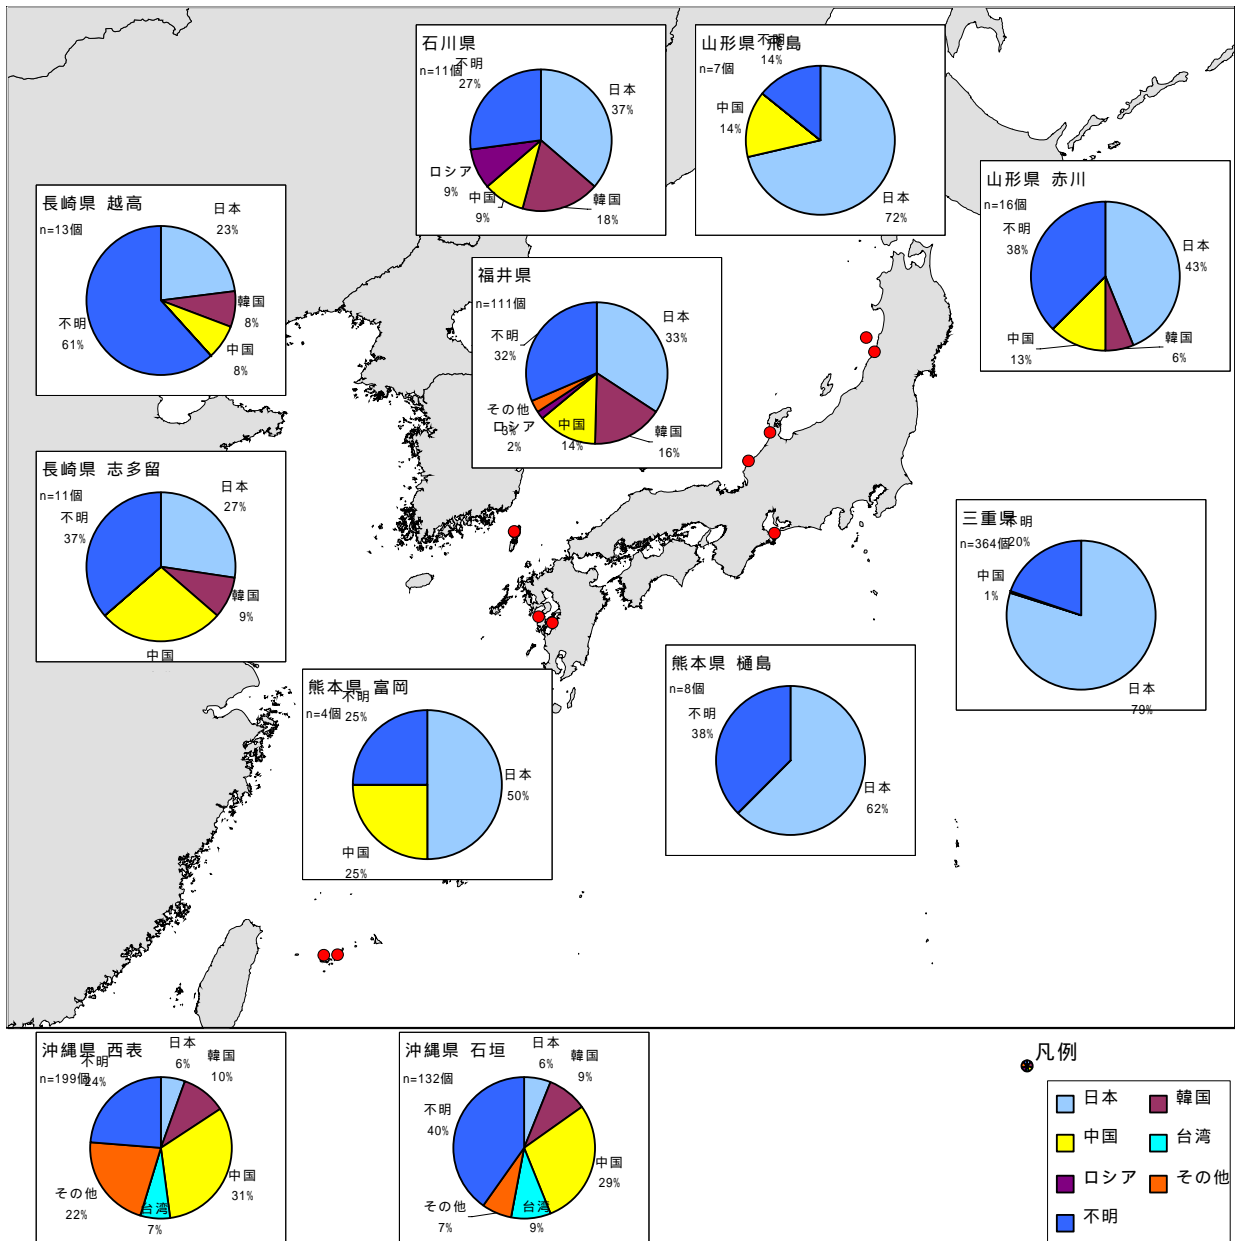 石川県
n=11個
不明
27%
日本
37%
ロシア
9%
中国
9%
韓国
18%
山形県 飛島
n=7個
不明
14%
中国
14%
日本
72%
山形県 赤川
n=16個
不明
38%
日本
43%
中国
13%
韓国
6%
長崎県 越高
n=13個
日本
23%
韓国
8%
中国
8%
不明
61%
福井県
n=111個
不明
32%
日本
33%
その他
3%
ロシア
2%
中国
14%
韓国
16%
長崎県 志多留
n=11個
不明
37%
日本
27%
韓国
9%
中国
三重県
n=364個
不明
20%
中国
1%
日本
79%
熊本県 富岡
n=4個
不明
25%
日本
50%
中国
25%
熊本県 樋島
n=8個
不明
38%
日本
62%
沖縄県 西表
n=199個
不明
24%
日本
6%
韓国
10%
中国
31%
台湾
7%
その他
22%
沖縄県 石垣
n=132個
不明
40%
日本
6%
韓国
9%
中国
29%
台湾
9%
その他
7%
凡例
日本 韓国
中国 台湾
ロシア その他
不明